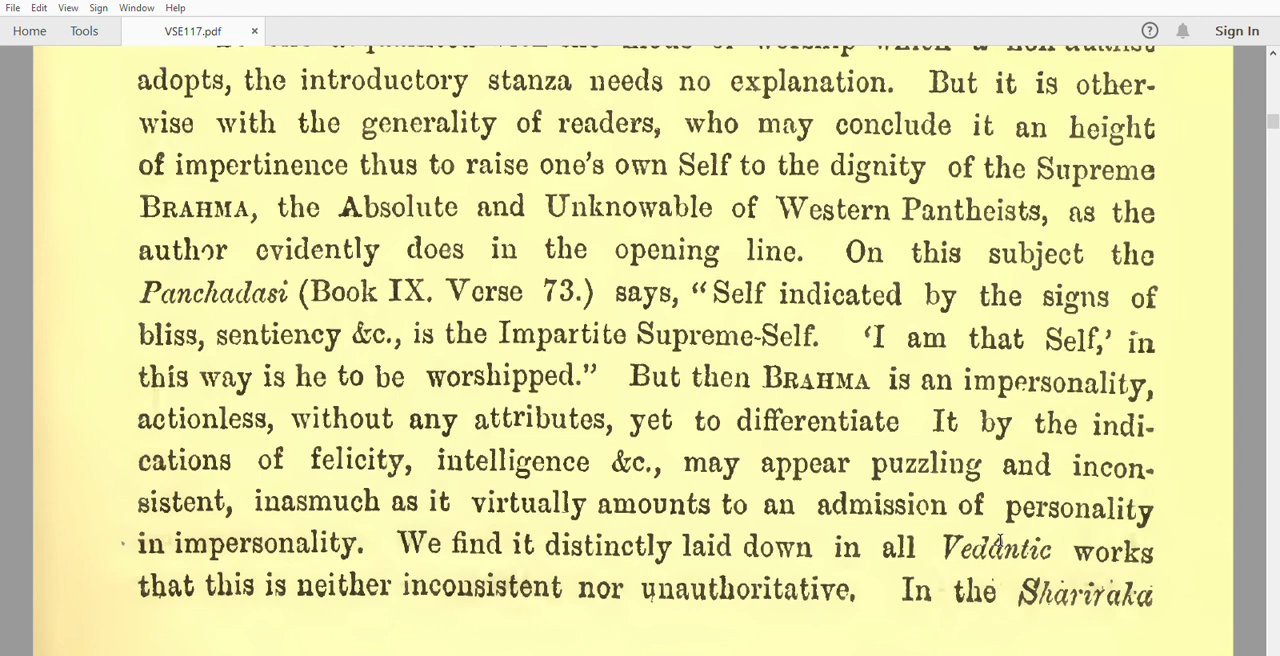 File Edit View Sign Window Help
Home Tools VSE117.pdf × ? Sign In
adopts, the introductory stanza needs no explanation. But it is other-
wise with the generality of readers, who may conclude it an height
of impertinence thus to raise one's own Self to the dignity of the Supreme
BRAHMA, the Absolute and Unknowable of Western Pantheists, as the
author evidently does in the opening line. On this subject the
Panchadasi (Book IX. Verse 73.) says, “Self indicated by the signs of
bliss, sentiency &c., is the Impartite Supreme-Self. ‘I am that Self,’ in
this way is he to be worshipped.” But then BRAHMA is an impersonality,
actionless, without any attributes, yet to differentiate It by the indi-
cations of felicity, intelligence &c., may appear puzzling and incon-
sistent, inasmuch as it virtually amounts to an admission of personality
in impersonality. We find it distinctly laid down in all Vedantic works
that this is neither inconsistent nor unauthoritative. In the Shariraka